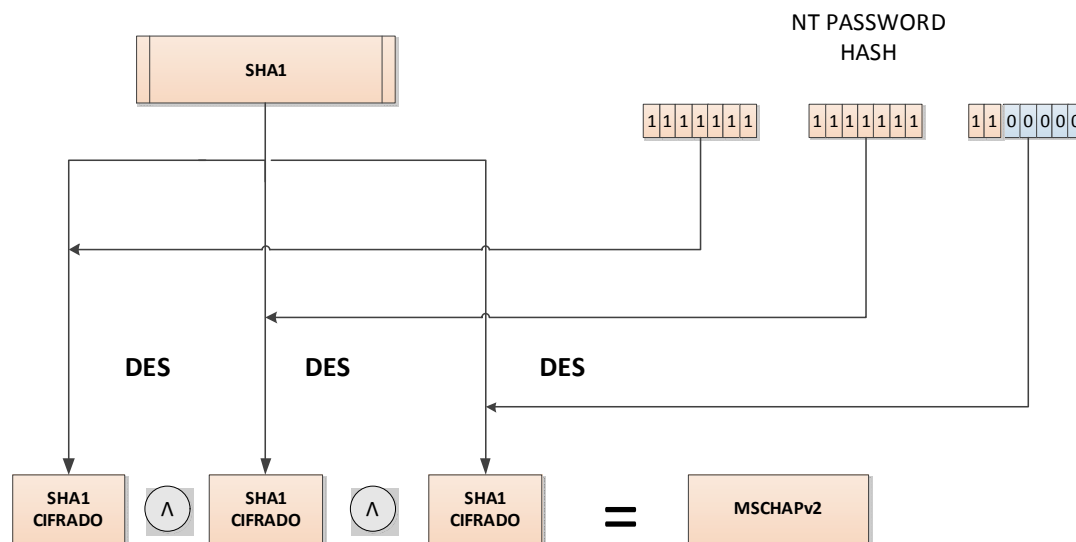 NT PASSWORD
HASH
SHA1
1 1 1 1 1 1 1
1 1 1 1 1 1 1
1 1 0 0 0 0 0
DES
DES
DES
SHA1
CIFRADO
Λ
SHA1
CIFRADO
Λ
SHA1
CIFRADO
=
MSCHAPv2